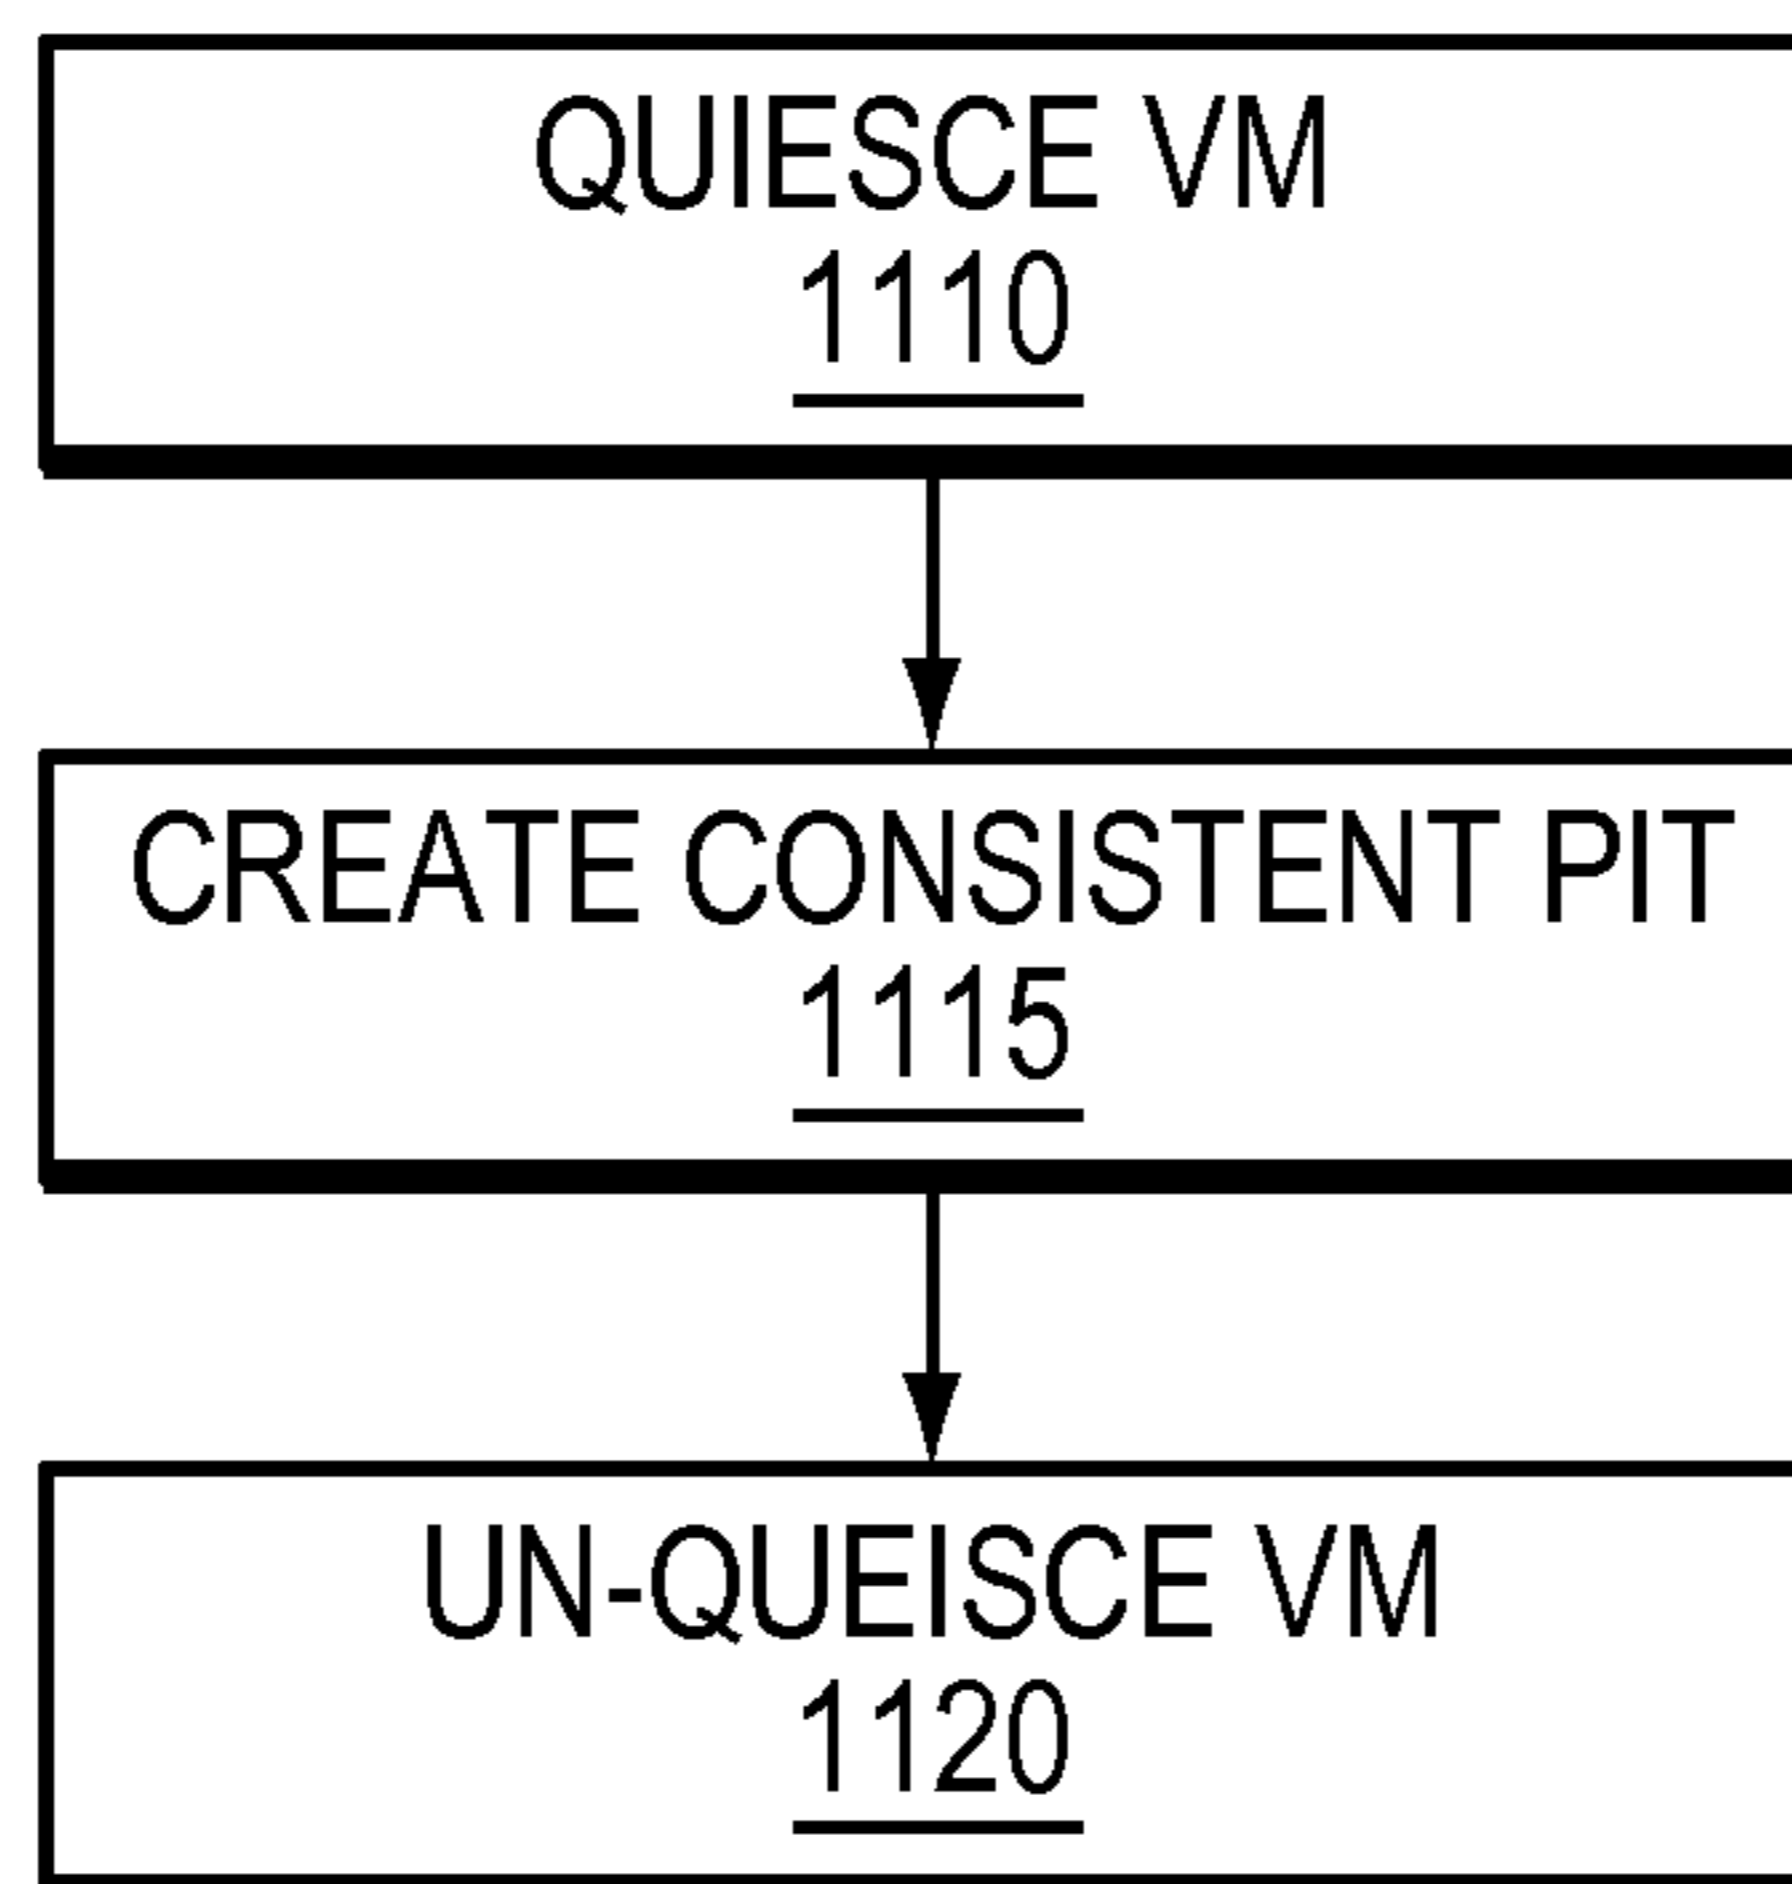 QUIESCE VM
1110
CREATE CONSISTENT PIT
1115
UN-QUEISCE VM
1120